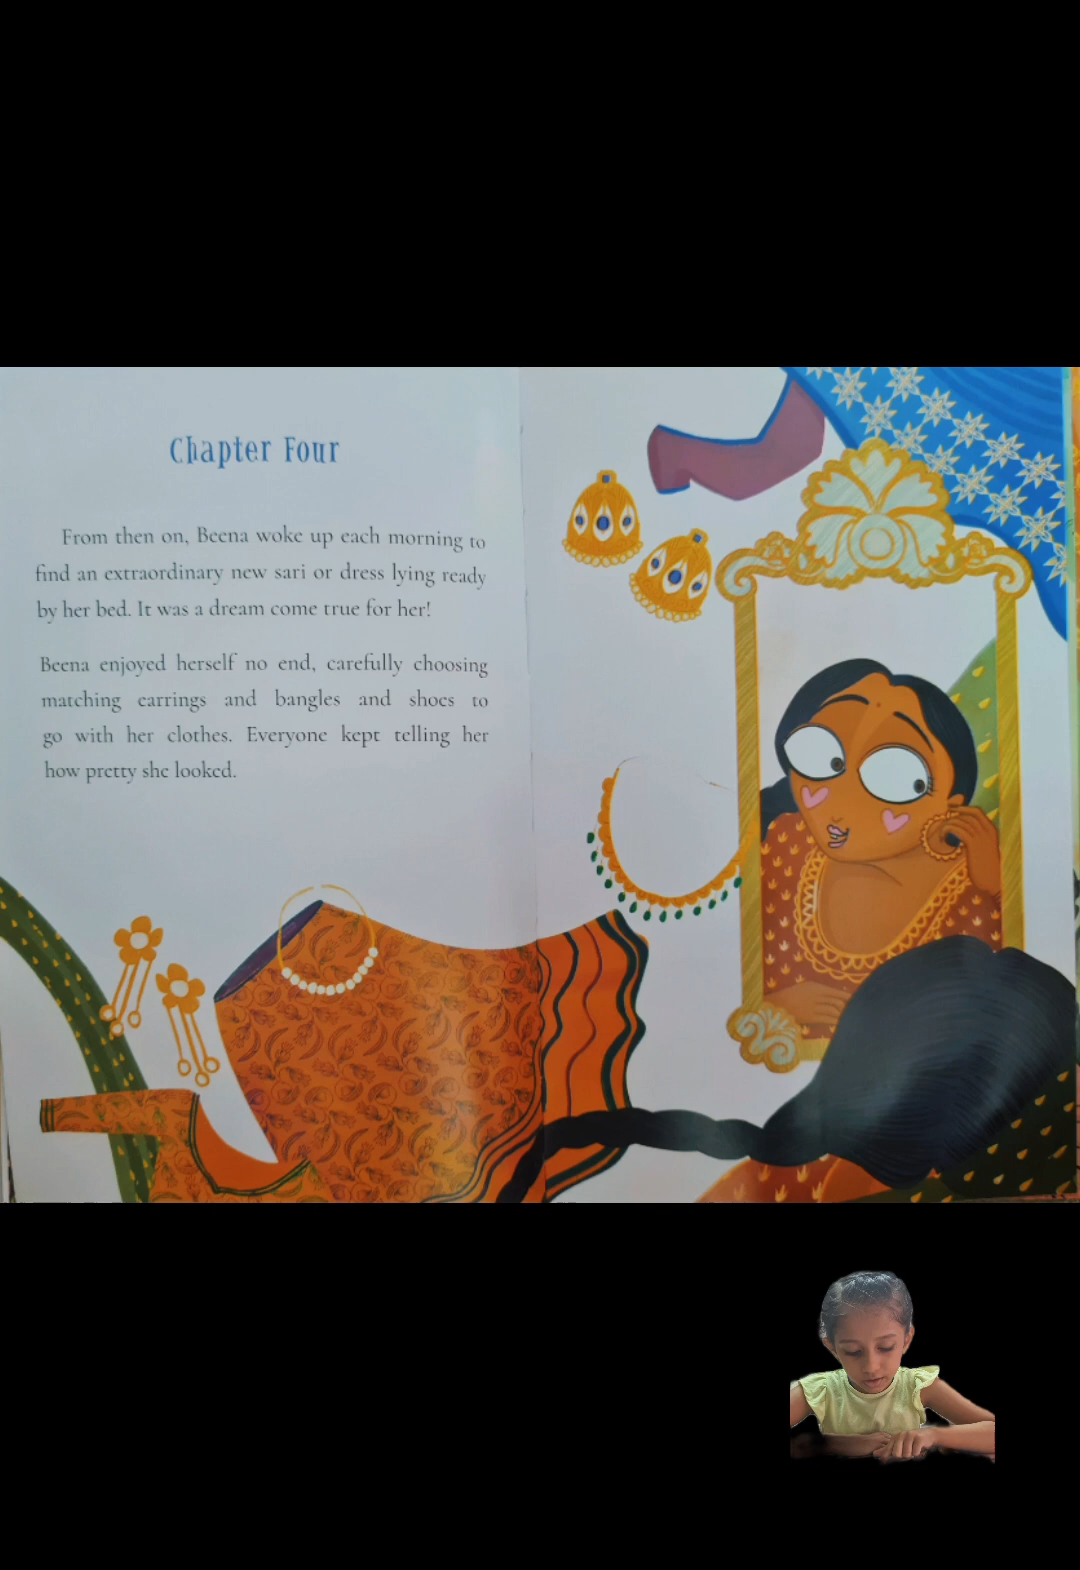 Chapter Four
From then on, Beena woke up each morning to
find an extraordinary new sari or dress lying ready
by her bed. It was a dream come true for her!
Beena enjoyed herself no end, carefully choosing
matching earrings and bangles and shoes to
go with her clothes. Everyone kept telling her
how pretty she looked.